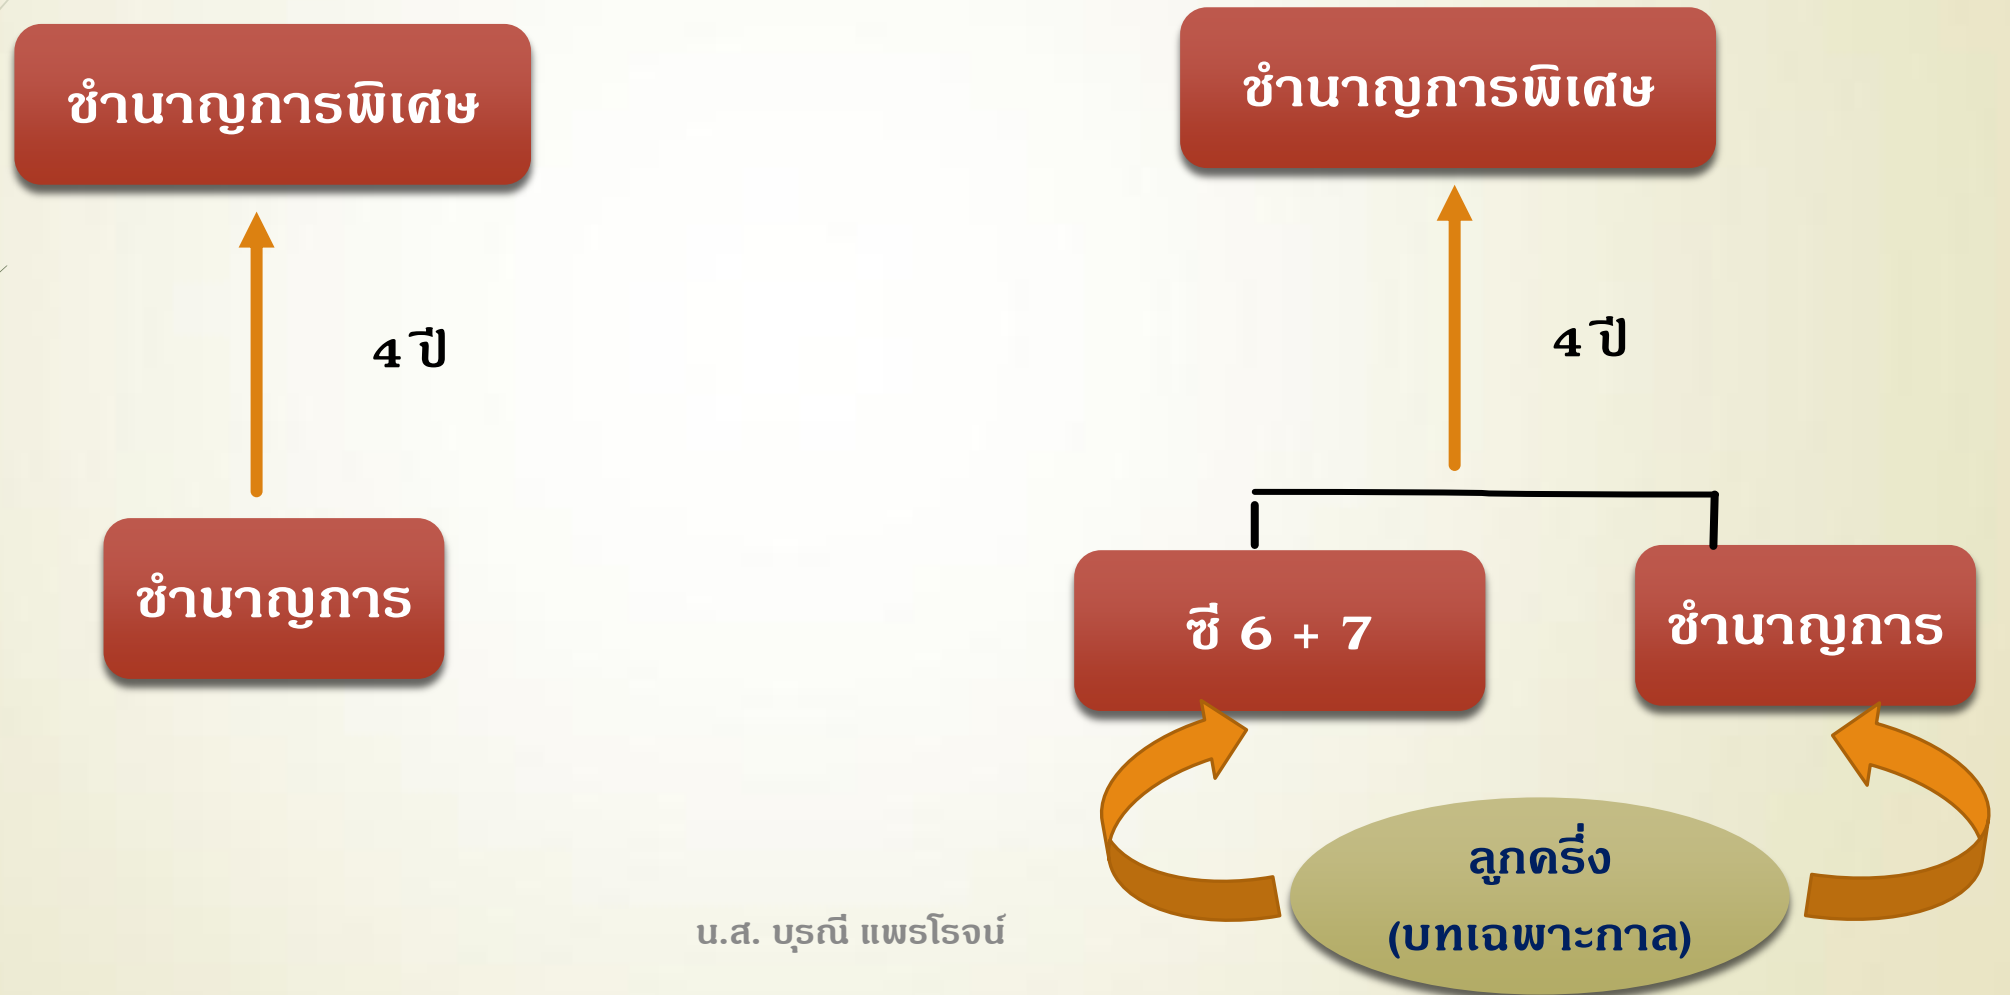 ชำนาญการพิเศษ
4 ปี
ชำนาญการ
ชำนาญการพิเศษ
4 ปี
ซี 6 + 7
ชำนาญการ
ลูกครึ่ง
(บทเฉพาะกาล)
น.ส. บุรณี แพรโรจน์